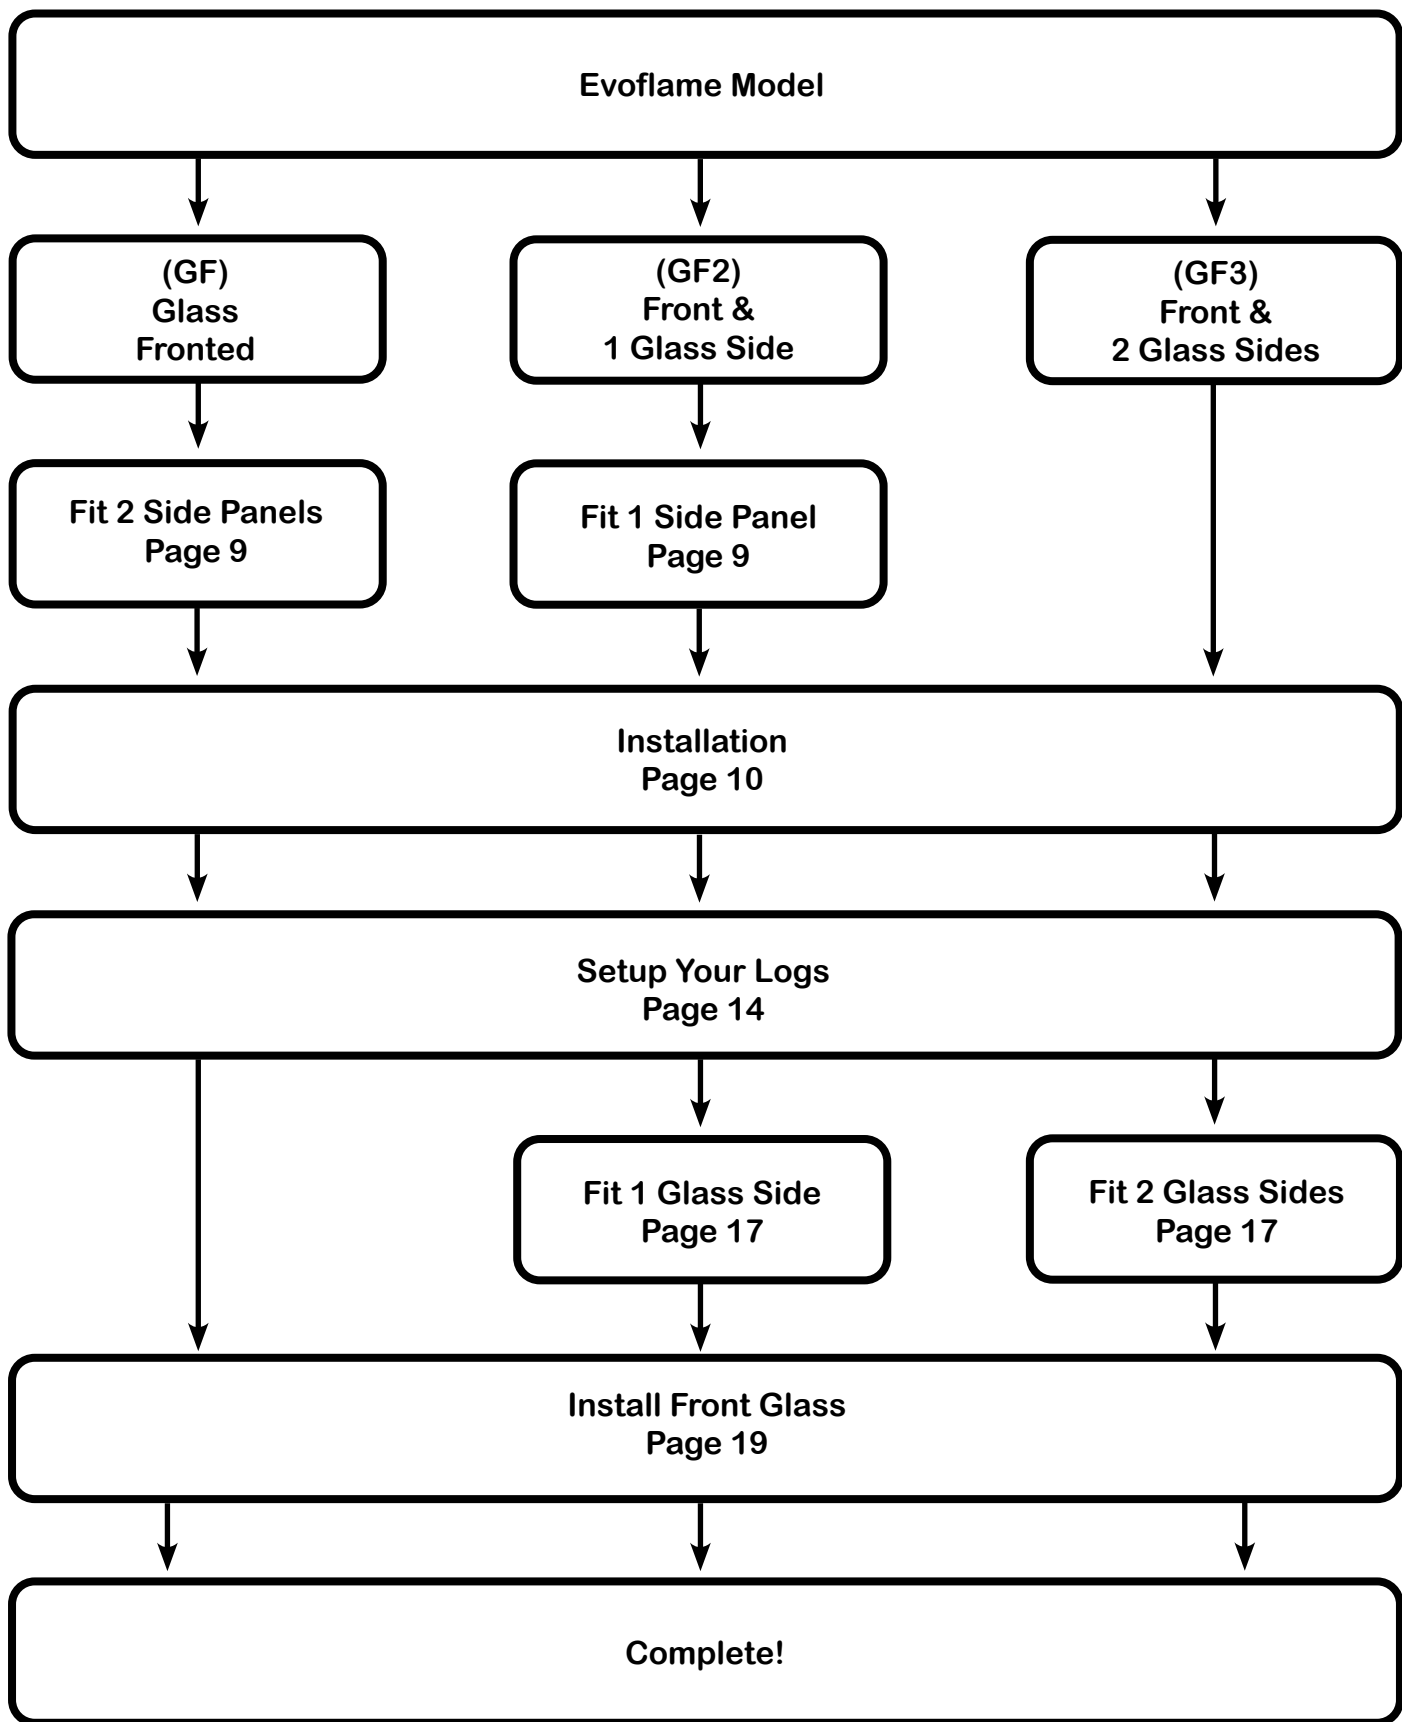 Evoflame Model
(GF)
Glass
Fronted
(GF2)
Front &
1 Glass Side
(GF3)
Front &
2 Glass Sides
Fit 2 Side Panels
Page 9
Fit 1 Side Panel
Page 9
Installation
Page 10
Setup Your Logs
Page 14
Fit 1 Glass Side
Page 17
Fit 2 Glass Sides
Page 17
Install Front Glass
Page 19
Complete!